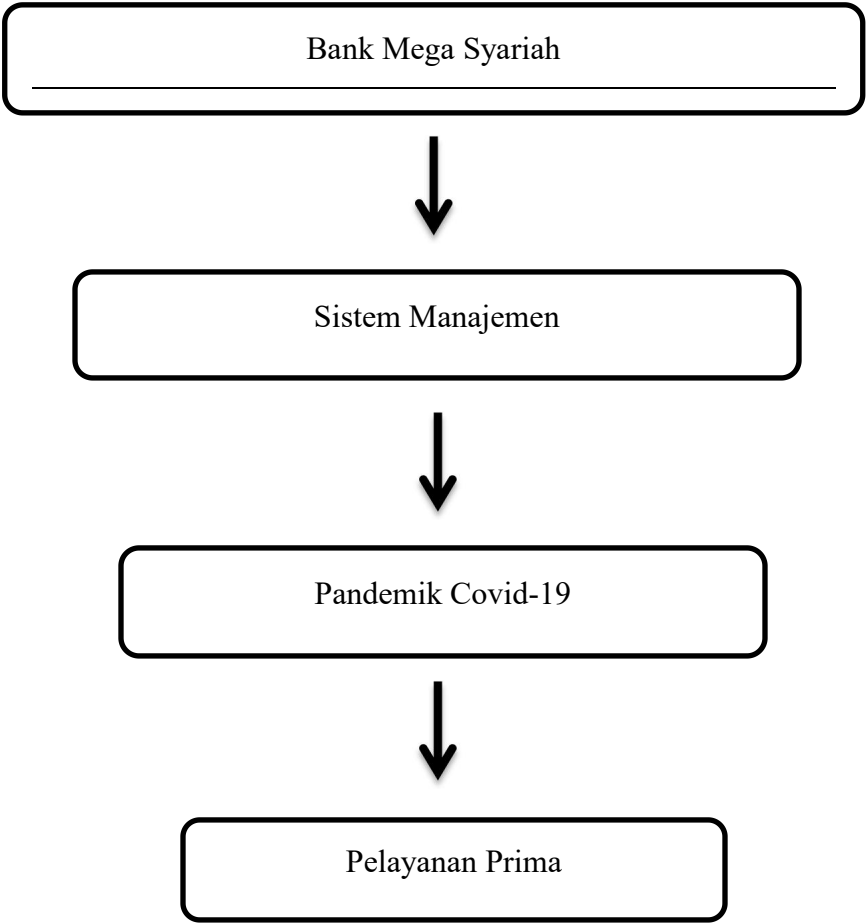 Bank Mega Syariah
Sistem Manajemen
Pandemik Covid-19
Pelayanan Prima